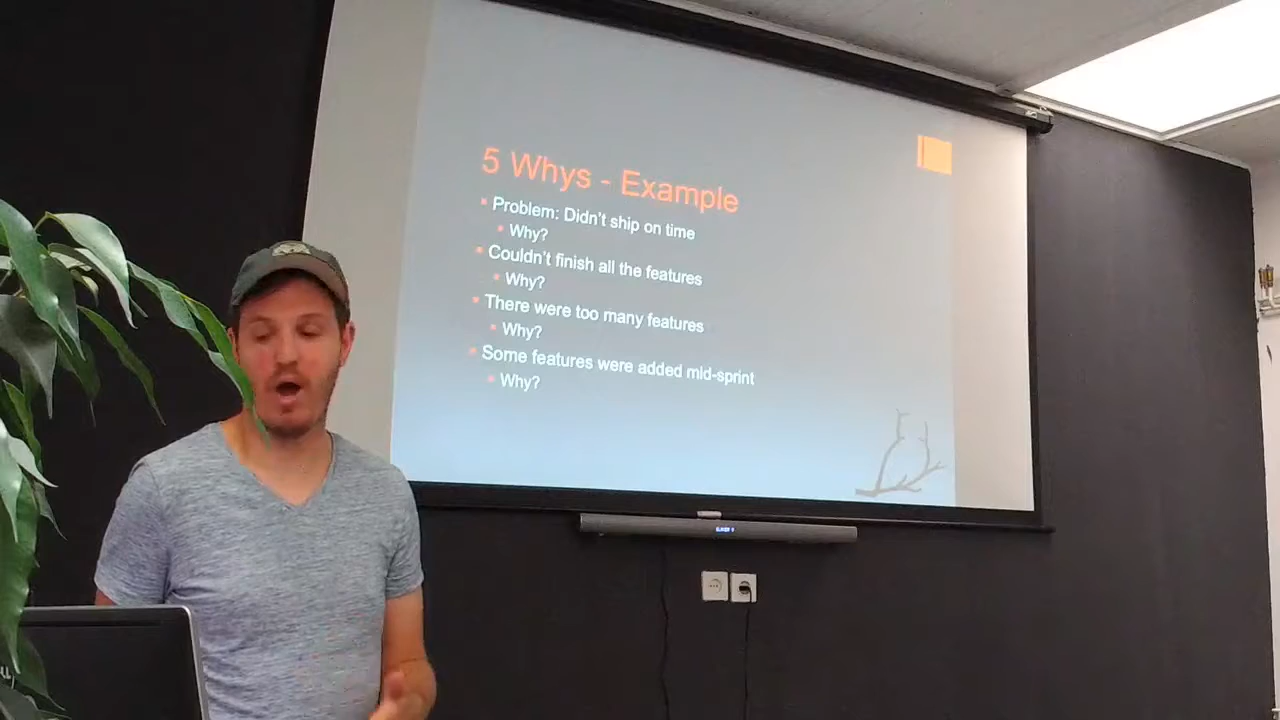 5 Whys - Example
Problem: Didn't ship on time
Why?
Couldn't finish all the features
Why?
There were too many features
Why?
Some features were added mid-sprint
Why?